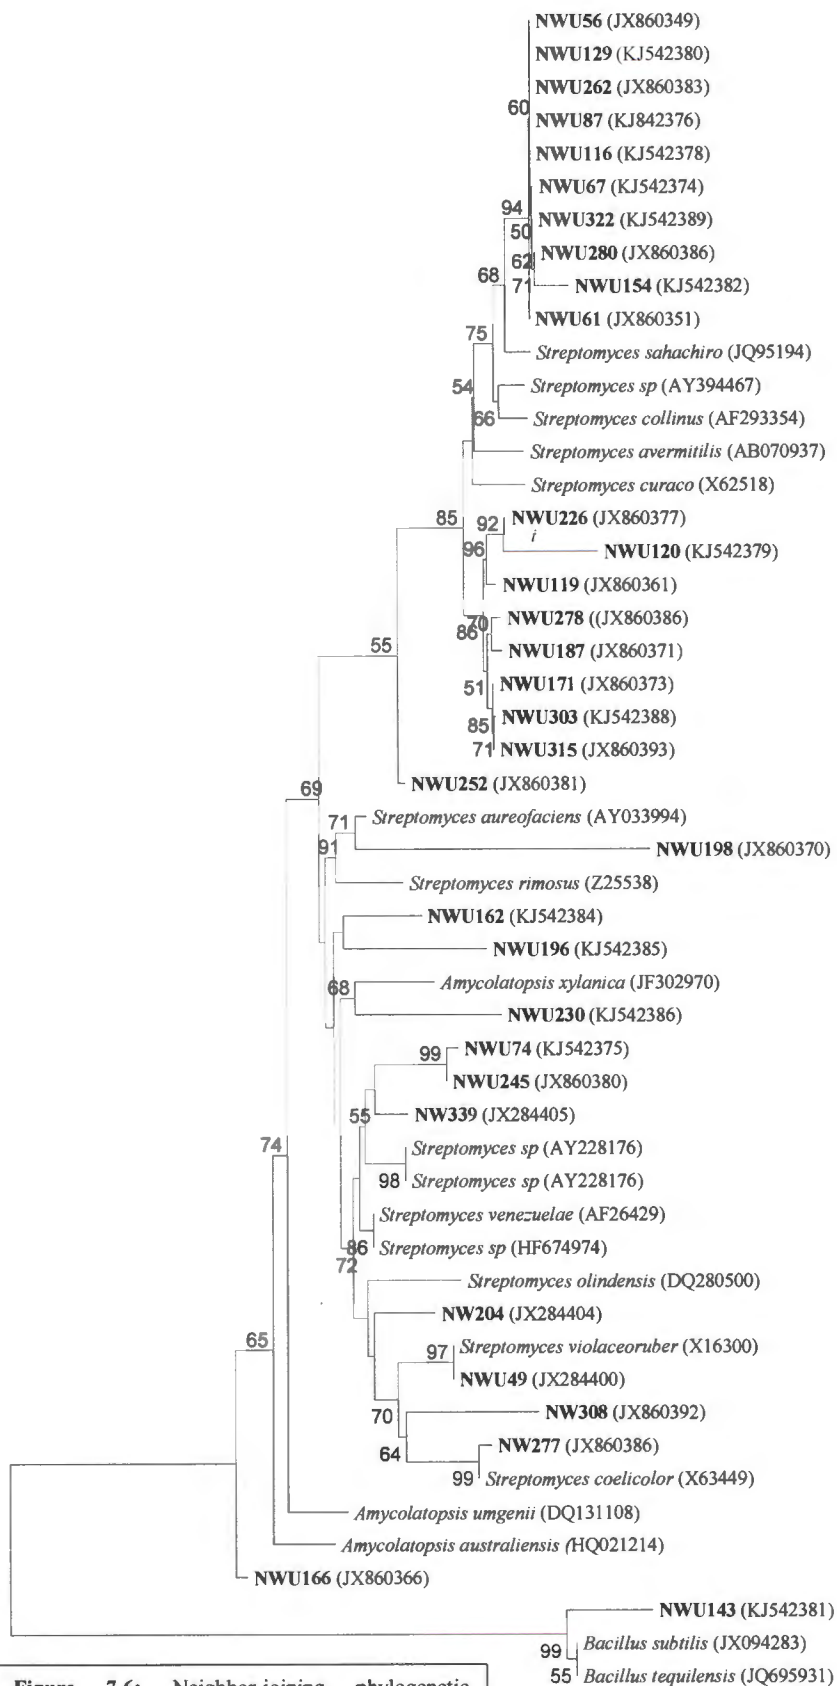 NWU56 (JX860349)
NWU129 (KJ542380)
NWU262 (JX860383)
60
NWU87 (KJ842376)
NWU116 (KJ542378)
NWU67 (KJ542374)
94
NWU322 (KJ542389)
50
NWU280 (JX860386)
62
68
71
NWU154 (KJ542382)
NWU61 (JX860351)
75
Streptomyces sahachiro (JQ95194)
54
Streptomyces sp (AY394467)
66
Streptomyces collinus (AF293354)
Streptomyces avermitilis (AB070937)
Streptomyces curaco (X62518)
85
92
NWU226 (JX860377)
i
96
NWU120 (KJ542379)
NWU119 (JX860361)
70
NWU278 ((JX860386)
86
NWU187 (JX860371)
55
51
NWU171 (JX860373)
85
NWU303 (KJ542388)
71
NWU315 (JX860393)
NWU252 (JX860381)
69
71
Streptomyces aureofaciens (AY033994)
91
NWU198 (JX860370)
Streptomyces rimosus (Z25538)
NWU162 (KJ542384)
NWU196 (KJ542385)
68
Amycolatopsis xylanica (JF302970)
NWU230 (KJ542386)
99
NWU74 (KJ542375)
NWU245 (JX860380)
55
NW339 (JX284405)
74
Streptomyces sp (AY228176)
98
Streptomyces sp (AY228176)
Streptomyces venezuelae (AF26429)
86
Streptomyces sp (HF674974)
72
Streptomyces olindensis (DQ280500)
NW204 (JX284404)
65
97
Streptomyces violaceoruber (X16300)
NWU49 (JX284400)
70
NW308 (JX860392)
64
NW277 (JX860386)
99
Streptomyces coelicolor (X63449)
Amycolatopsis umgenii (DQ131108)
Amycolatopsis australiensis (HQ021214)
NWU166 (JX860366)
NWU143 (KJ542381)
99
Bacillus subtilis (JX094283)
55
Bacillus tequilensis (JQ695931)
Figure 7.6: Neighbor-joining phylogenetic